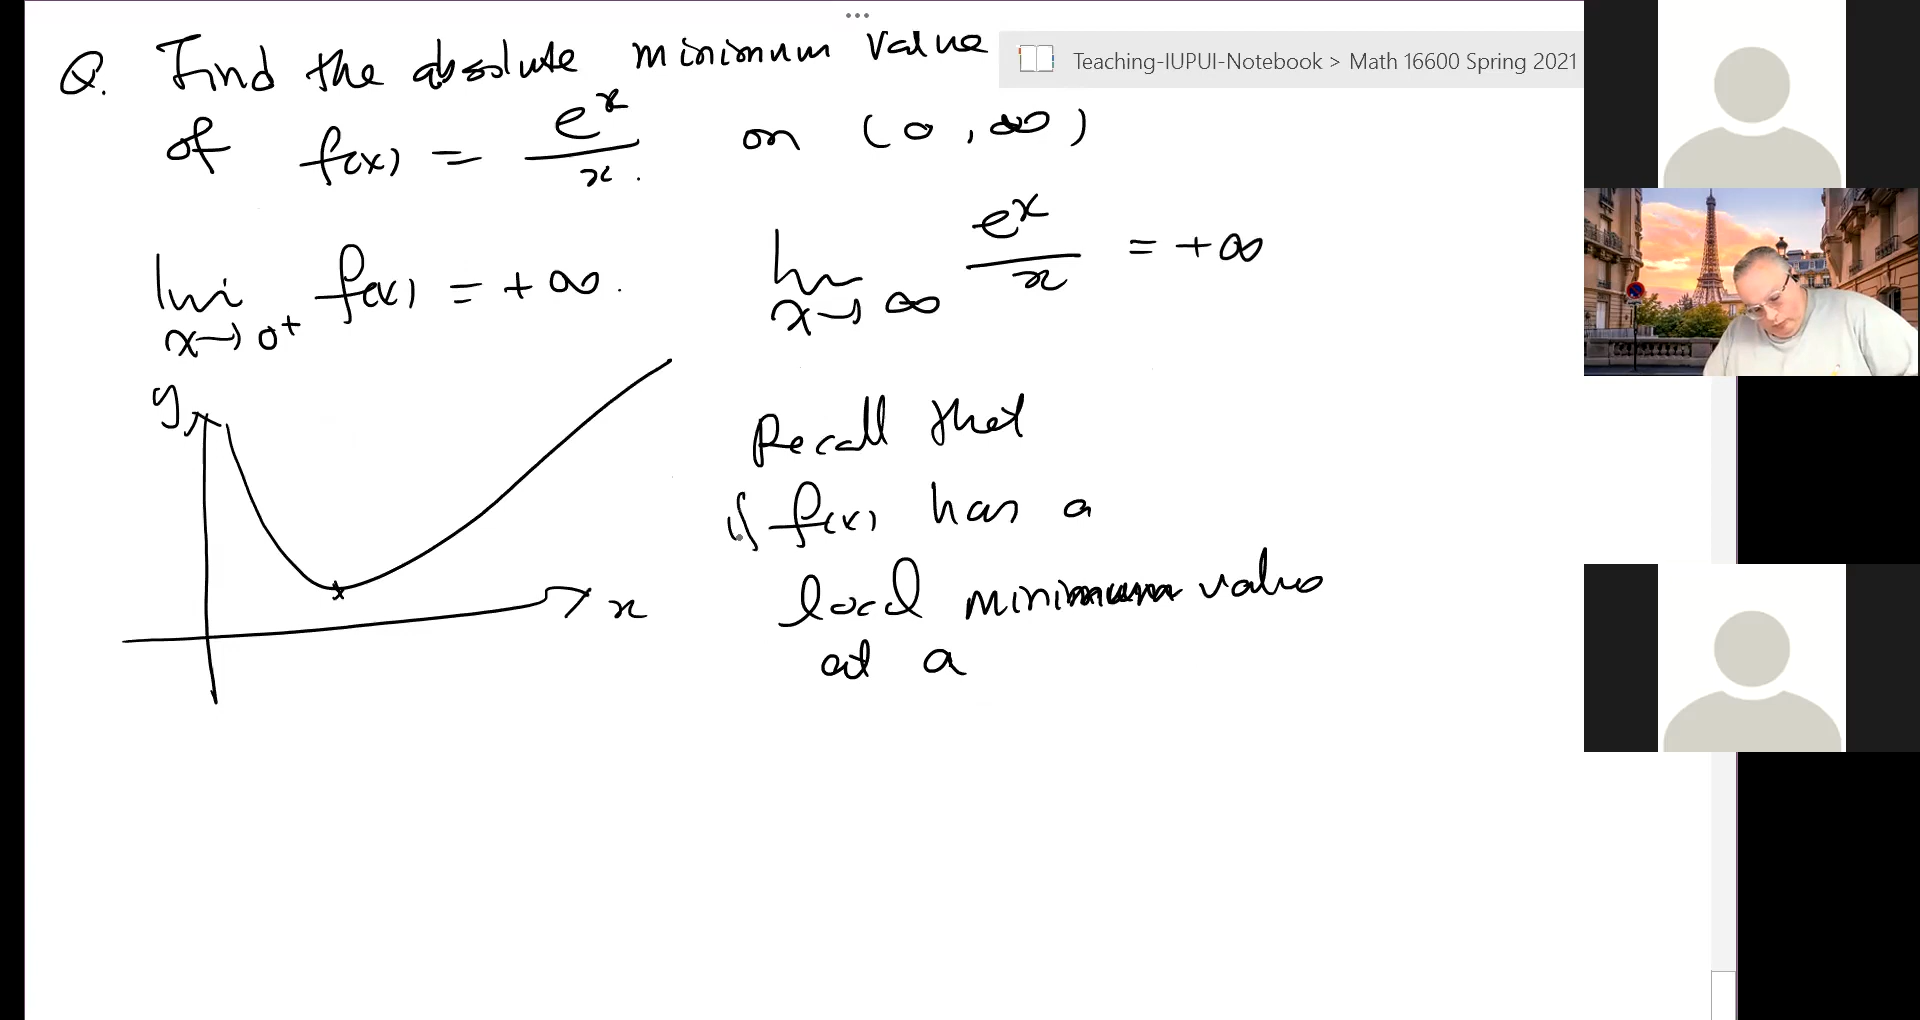 Q. Find the absolute minimum value
Teaching-IUPUI-Notebook > Math 16600 Spring 2021
of f(x) = e^x / x . on (0, ∞)
lim x→0+ f(x) = +∞ .
lim x→∞ e^x / x = +∞
y
x
Recall that
if f(x) has a
local minimum value
at a